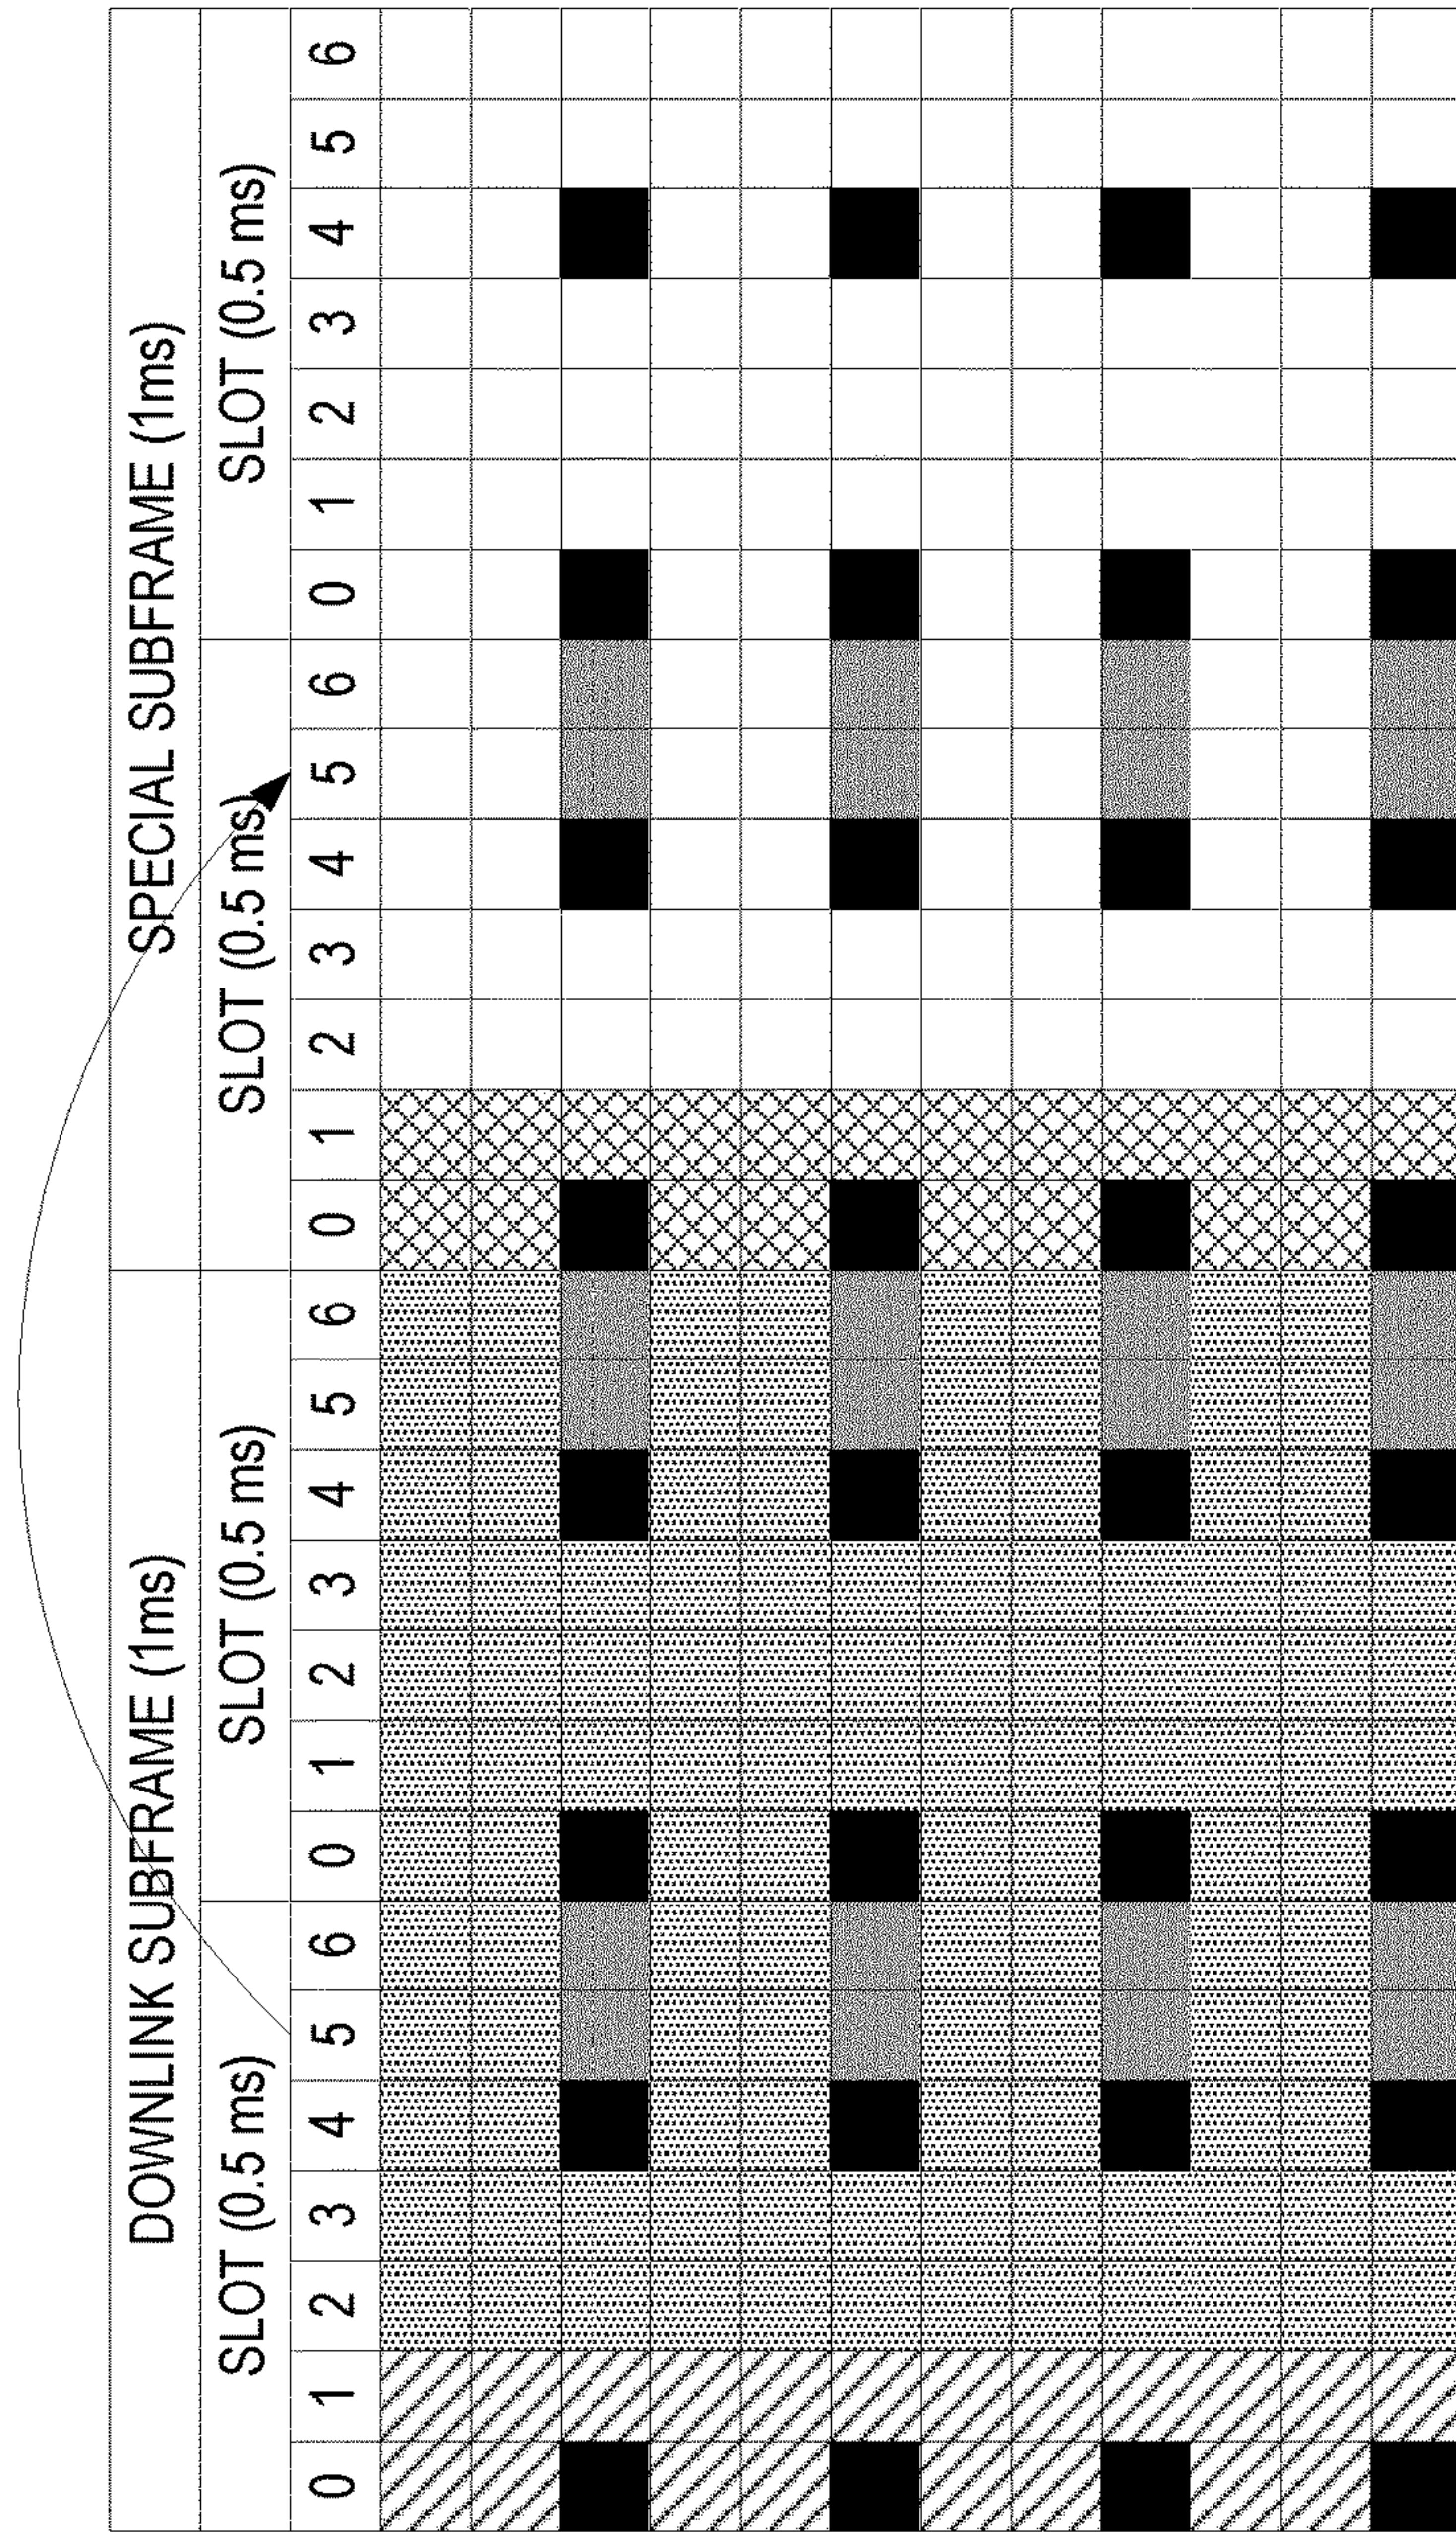 DOWNLINK SUBFRAME (1ms) SPECIAL SUBFRAME (1ms)
SLOT (0.5 ms) SLOT (0.5 ms) SLOT (0.5 ms) SLOT (0.5 ms)
0 1 2 3 4 5 6 0 1 2 3 4 5 6 0 1 2 3 4 5 6 0 1 2 3 4 5 6